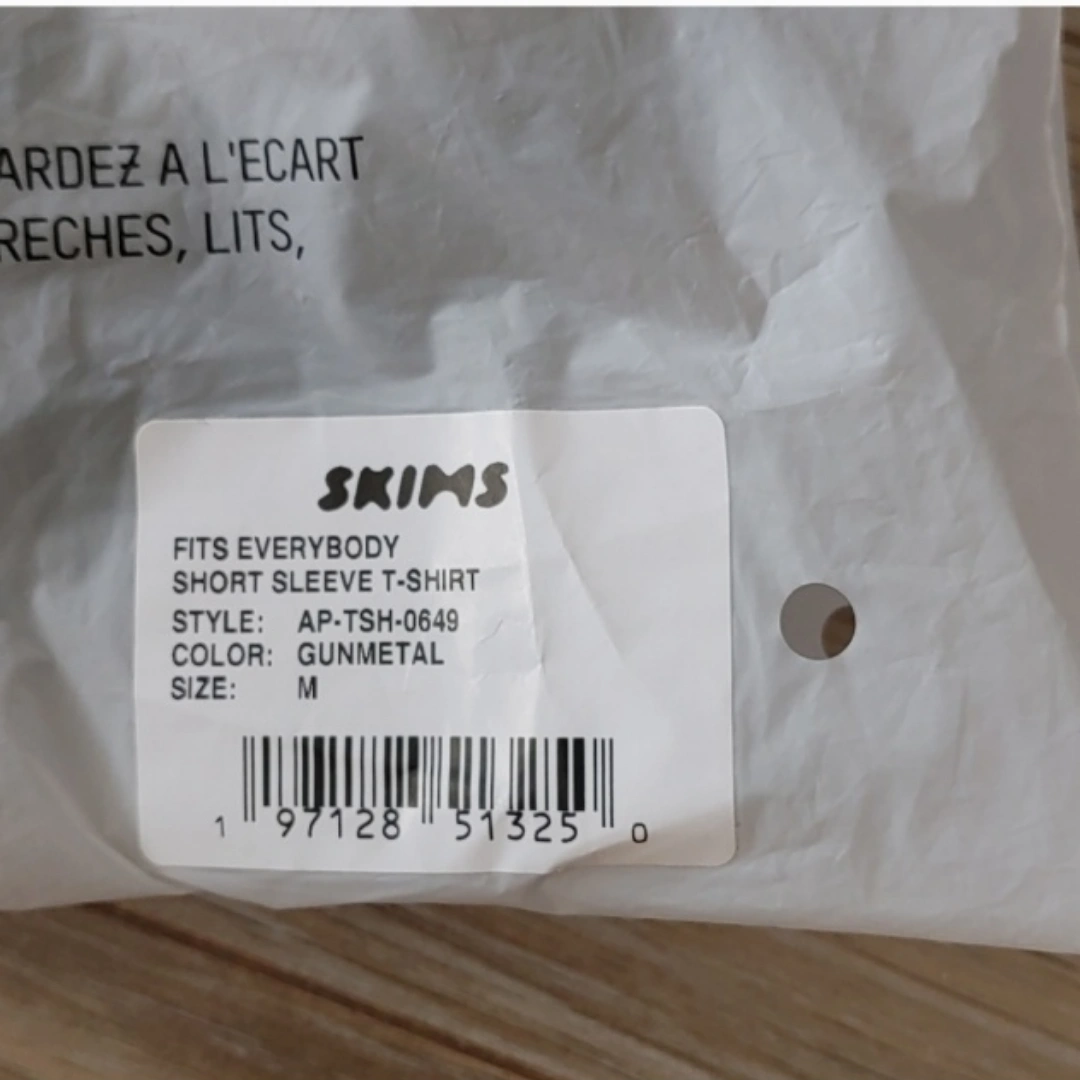 ARDEZ A L'ECART
RECHES, LITS,
SKIMS
FITS EVERYBODY
SHORT SLEEVE T-SHIRT
STYLE: AP-TSH-0649
COLOR: GUNMETAL
SIZE: M
1 97128 51325 0